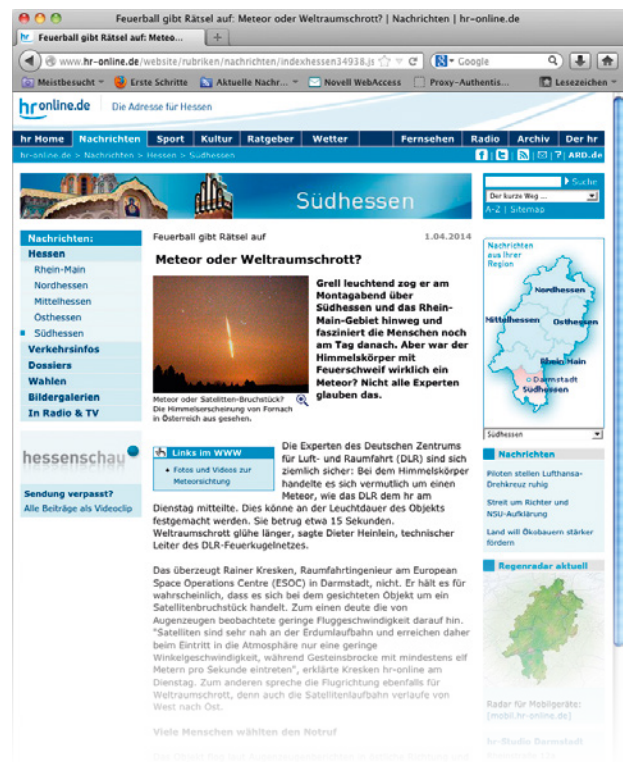 Feuerball gibt Rätsel auf: Meteor oder Weltraumschrott? | Nachrichten | hr-online.de
Feuerball gibt Rätsel auf: Meteo...
www.hr-online.de/website/rubriken/nachrichten/indexhessen34938.js
Google
Meistbesucht
Erste Schritte
Aktuelle Nachr...
Novell WebAccess
Proxy-Authentis...
Lesezeichen
hronline.de
Die Adresse für Hessen
hr Home Nachrichten Sport Kultur Ratgeber Wetter Fernsehen Radio Archiv Der hr
hr-online.de > Nachrichten > Hessen > Südhessen
? ARD.de
Südhessen
Suche
Der kurze Weg ...
A-Z | Sitemap
Nachrichten:
Hessen
Rhein-Main
Nordhessen
Mittelhessen
Osthessen
Südhessen
Verkehrsinfos
Dossiers
Wahlen
Bildergalerien
In Radio & TV
hessenschau
Sendung verpasst?
Alle Beiträge als Videoclip
Feuerball gibt Rätsel auf
1.04.2014
Meteor oder Weltraumschrott?
Grell leuchtend zog er am
Montagabend über
Südhessen und das Rhein-
Main-Gebiet hinweg und
fasziniert die Menschen noch
am Tag danach. Aber war der
Himmelskörper mit
Feuerschweif wirklich ein
Meteor? Nicht alle Experten
glauben das.
Meteor oder Satelitten-Bruchstück?
Die Himmelserscheinung von Fornach
in Österreich aus gesehen.
Links im WWW
Fotos und Videos zur
Meteorsichtung
Die Experten des Deutschen Zentrums
für Luft- und Raumfahrt (DLR) sind sich
ziemlich sicher: Bei dem Himmelskörper
handelte es sich vermutlich um einen
Meteor, wie das DLR dem hr am
Dienstag mitteilte. Dies könne an der Leuchtdauer des Objekts
festgemacht werden. Sie betrug etwa 15 Sekunden.
Weltraumschrott glühe länger, sagte Dieter Heinlein, technischer
Leiter des DLR-Feuerkugelnetzes.
Das überzeugt Rainer Kresken, Raumfahrtingenieur am European
Space Operations Centre (ESOC) in Darmstadt, nicht. Er hält es für
wahrscheinlich, dass es sich bei dem gesichteten Objekt um ein
Satellitenbruchstück handelt. Zum einen deute die von
Augenzeugen beobachtete geringe Fluggeschwindigkeit darauf hin.
"Satelliten sind sehr nah an der Erdumlaufbahn und erreichen daher
beim Eintritt in die Atmosphäre nur eine geringe
Winkelgeschwindigkeit, während Gesteinsbrocke mit mindestens elf
Metern pro Sekunde eintreten", erklärte Kresken hr-online am
Dienstag. Zum anderen spreche die Flugrichtung ebenfalls für
Weltraumschrott, denn auch die Satellitenlaufbahn verlaufe von
West nach Ost.
Viele Menschen wählten den Notruf
Nachrichten
aus Ihrer
Region
Nordhessen
Mittelhessen
Osthessen
Rhein Main
Darmstadt
Südhessen
Südhessen
Nachrichten
Piloten stellen Lufthansa-
Drehkreuz ruhig
Streit um Richter und
NSU-Aufklärung
Land will Ökobauern stärker
fördern
Regenradar aktuell
Radar für Mobilgeräte:
[mobil.hr-online.de]
hr-Studio Darmstadt